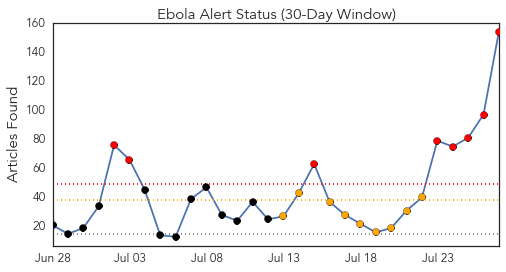 Ebola Alert Status (30-Day Window)
Articles Found
160
140
120
100
80
60
40
20
Jun 28
Jul 03
Jul 08
Jul 13
Jul 18
Jul 23